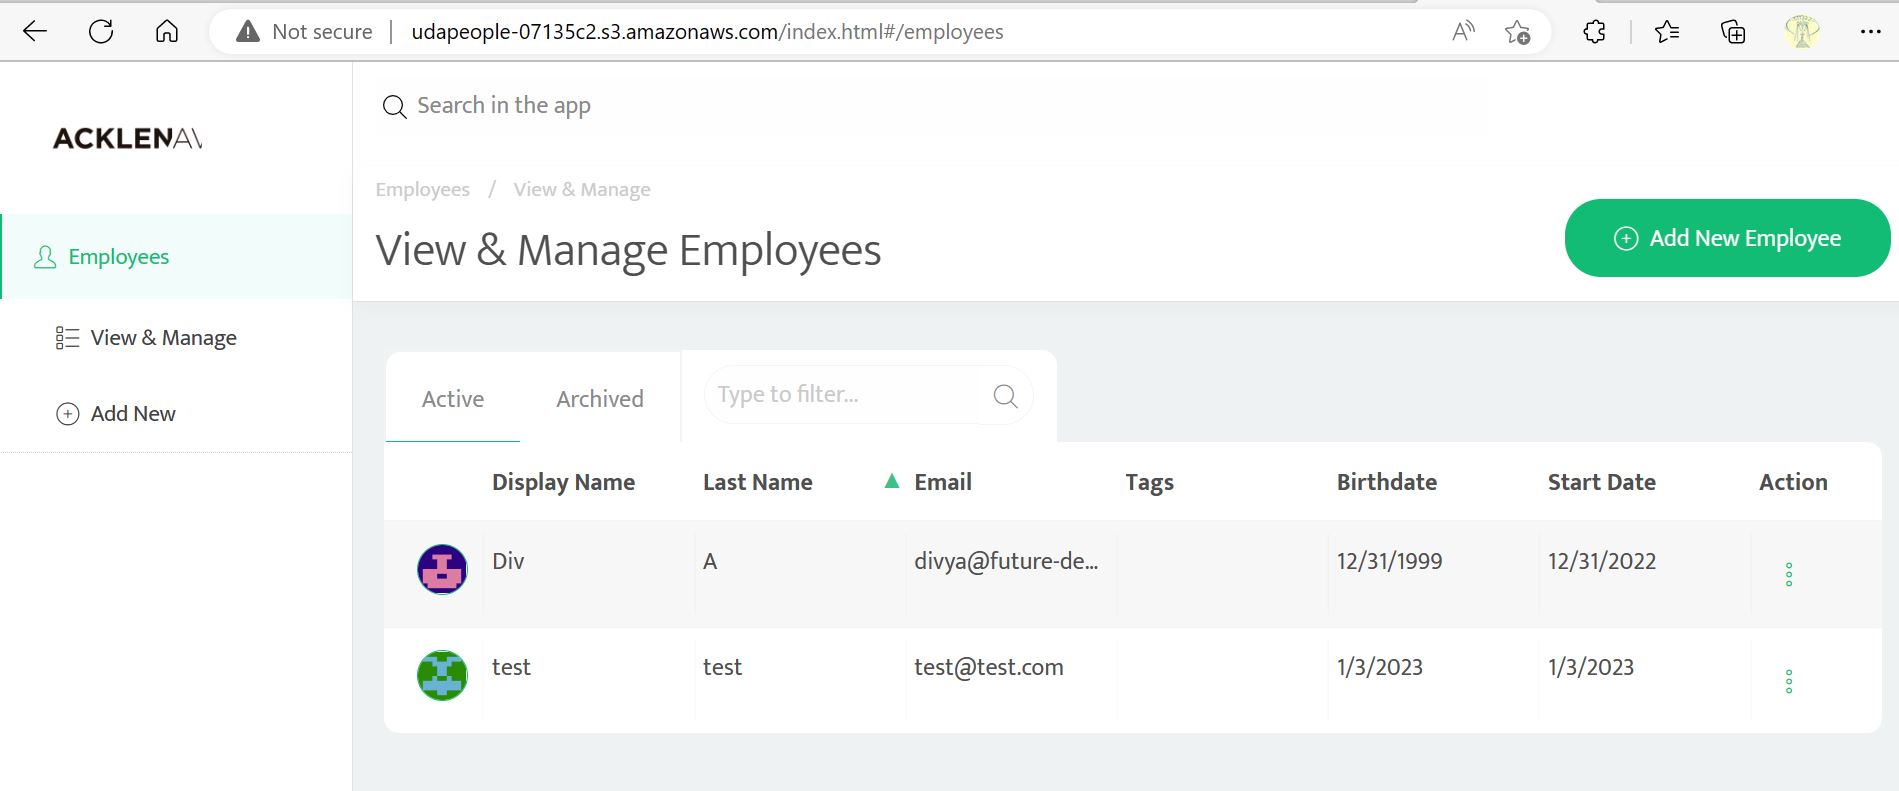 Not secure | udapeople-07135c2.s3.amazonaws.com/index.html#/employees
Search in the app
ACKLENAV
Employees / View & Manage
View & Manage Employees
Add New Employee
Employees
View & Manage
Add New
Active Archived Type to filter...
Display Name Last Name ▲ Email Tags Birthdate Start Date Action
Div A divya@future-de... 12/31/1999 12/31/2022
test test test@test.com 1/3/2023 1/3/2023